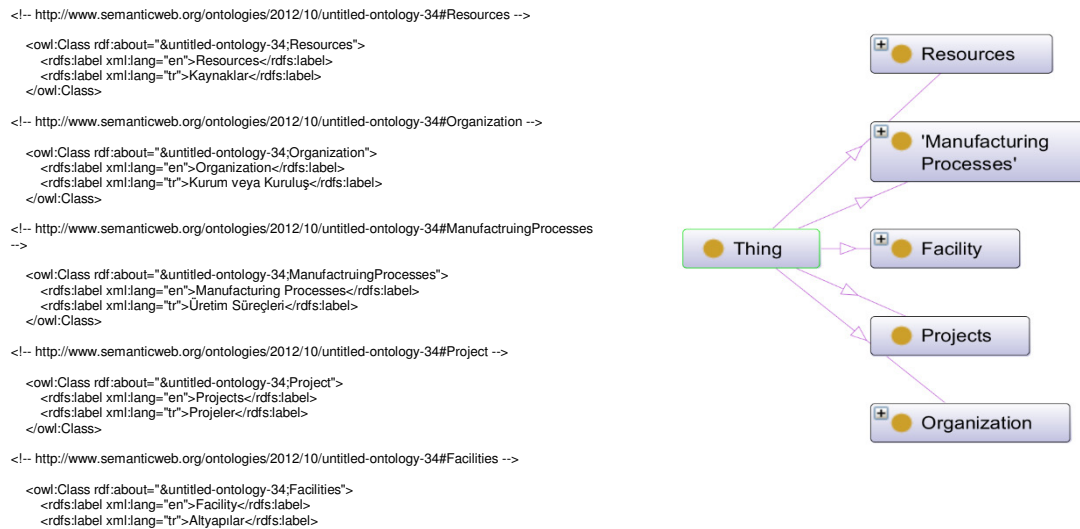 <!-- http://www.semanticweb.org/ontologies/2012/10/untitled-ontology-34#Resources -->
<owl:Class rdf:about="&untitled-ontology-34;Resources">
<rdfs:label xml:lang="en">Resources</rdfs:label>
<rdfs:label xml:lang="tr">Kaynaklar</rdfs:label>
</owl:Class>
<!-- http://www.semanticweb.org/ontologies/2012/10/untitled-ontology-34#Organization -->
<owl:Class rdf:about="&untitled-ontology-34;Organization">
<rdfs:label xml:lang="en">Organization</rdfs:label>
<rdfs:label xml:lang="tr">Kurum veya Kuruluş</rdfs:label>
</owl:Class>
<!-- http://www.semanticweb.org/ontologies/2012/10/untitled-ontology-34#ManufactruingProcesses
-->
<owl:Class rdf:about="&untitled-ontology-34;ManufactruingProcesses">
<rdfs:label xml:lang="en">Manufacturing Processes</rdfs:label>
<rdfs:label xml:lang="tr">Üretim Süreçleri</rdfs:label>
</owl:Class>
<!-- http://www.semanticweb.org/ontologies/2012/10/untitled-ontology-34#Project -->
<owl:Class rdf:about="&untitled-ontology-34;Project">
<rdfs:label xml:lang="en">Projects</rdfs:label>
<rdfs:label xml:lang="tr">Projeler</rdfs:label>
</owl:Class>
<!-- http://www.semanticweb.org/ontologies/2012/10/untitled-ontology-34#Facilities -->
<owl:Class rdf:about="&untitled-ontology-34;Facilities">
<rdfs:label xml:lang="en">Facility</rdfs:label>
<rdfs:label xml:lang="tr">Altyapılar</rdfs:label>
Thing
Resources
'Manufacturing
Processes'
Facility
Projects
Organization